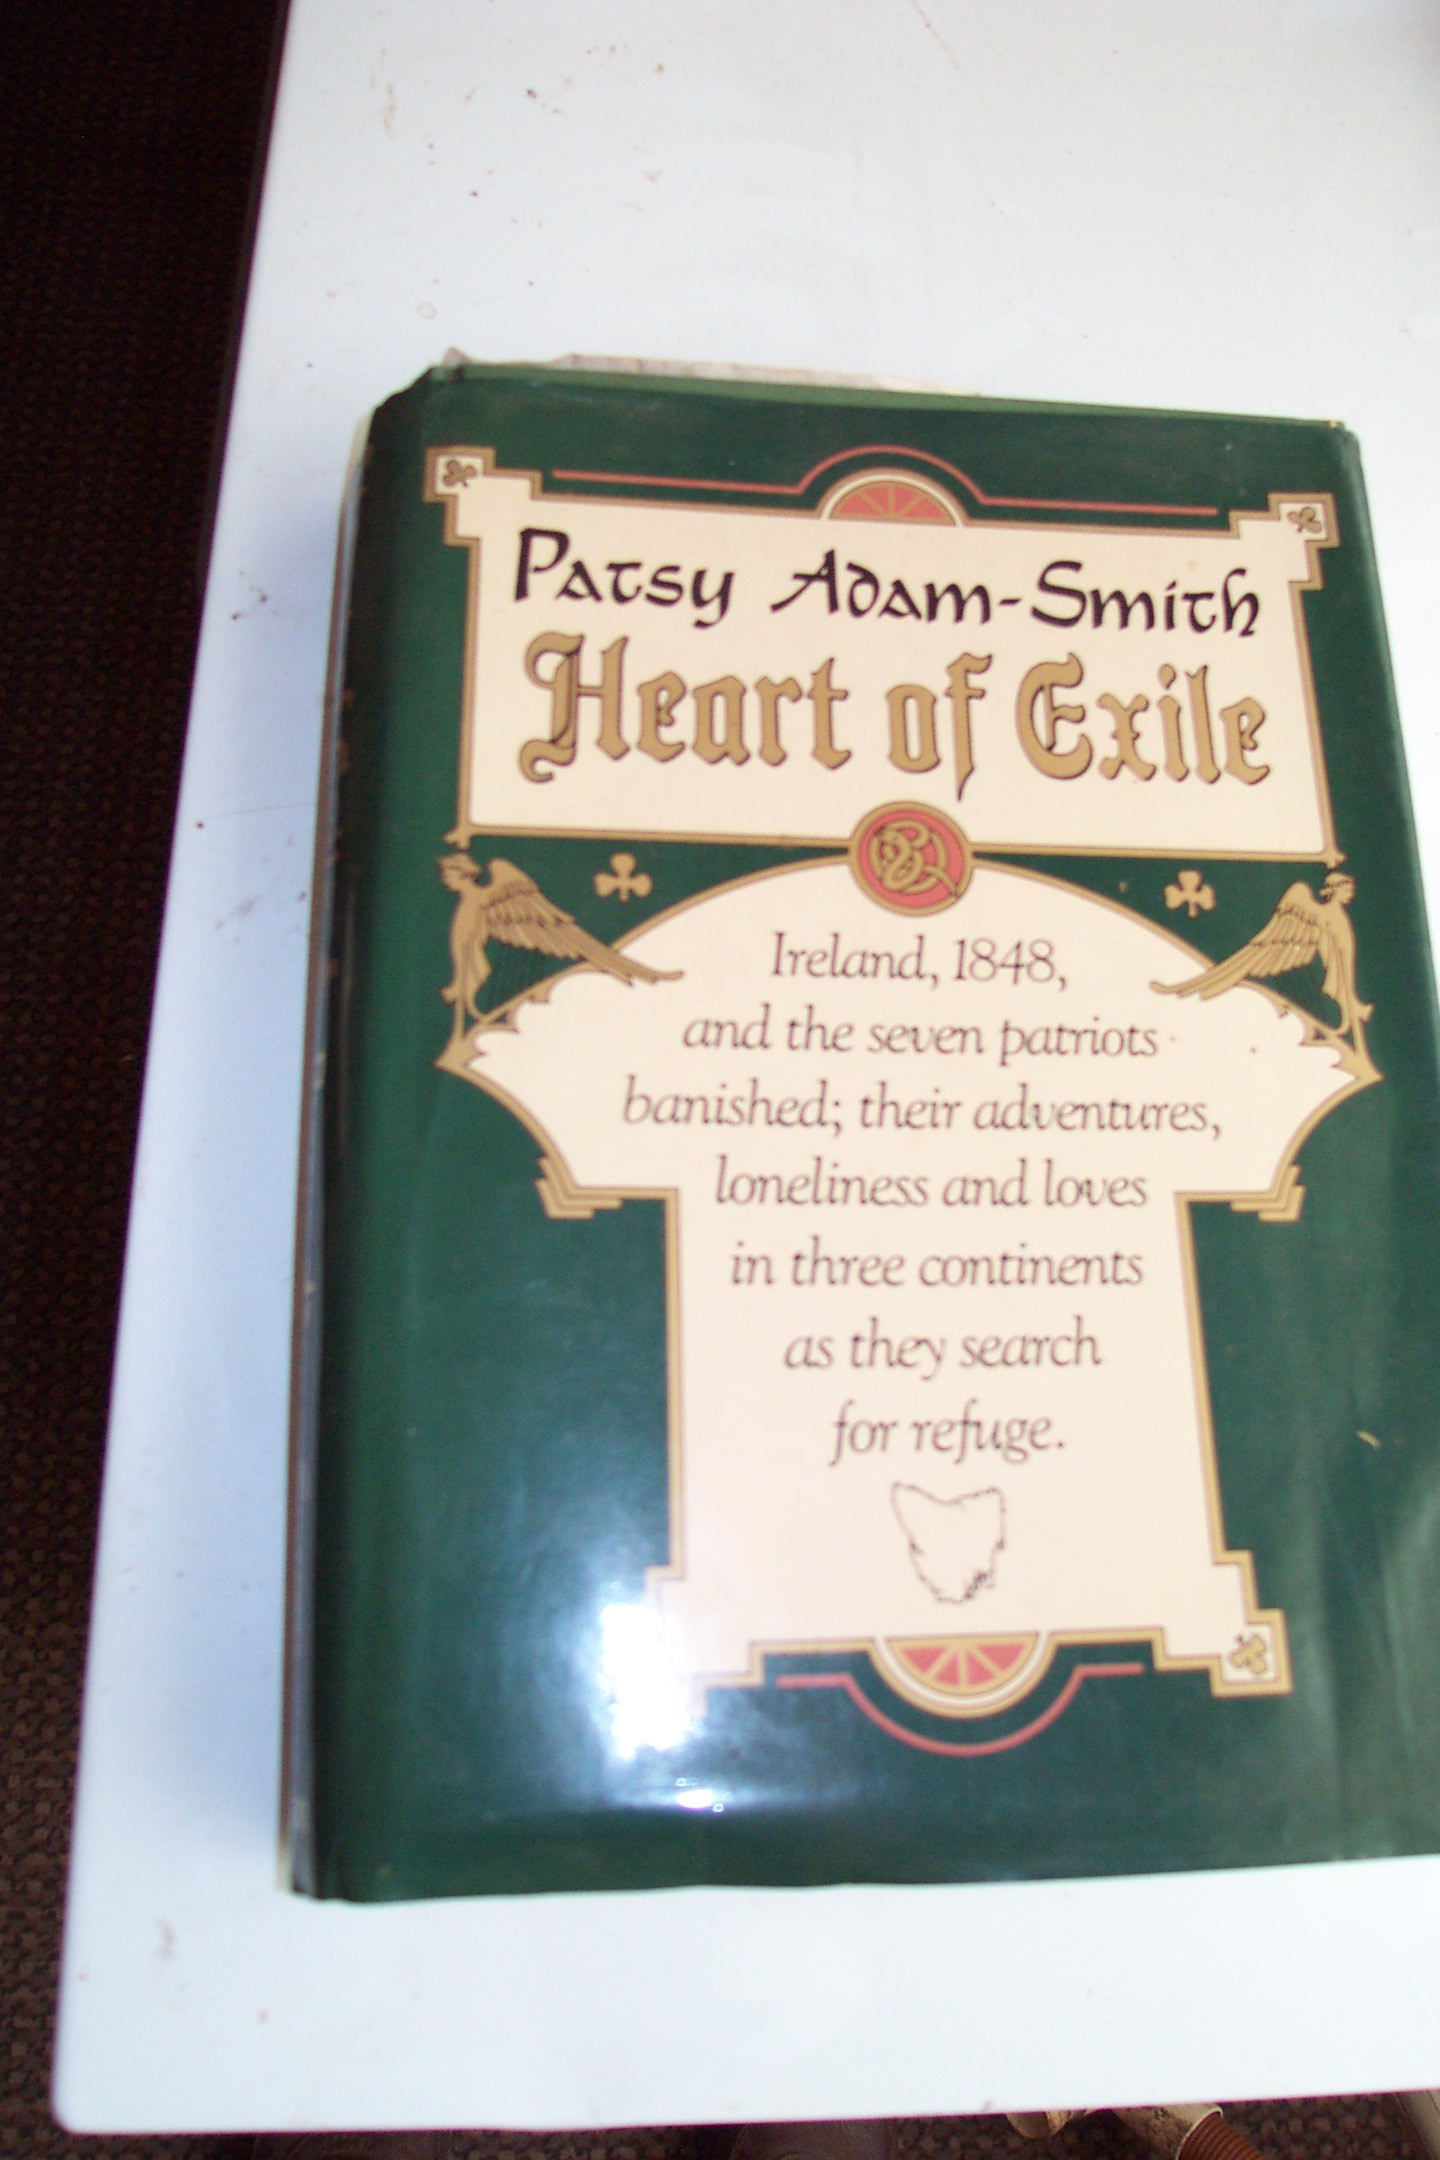 Patsy Adam-Smith
Heart of Exile
Ireland, 1848,
and the seven patriots
banished; their adventures,
loneliness and loves
in three continents
as they search
for refuge.